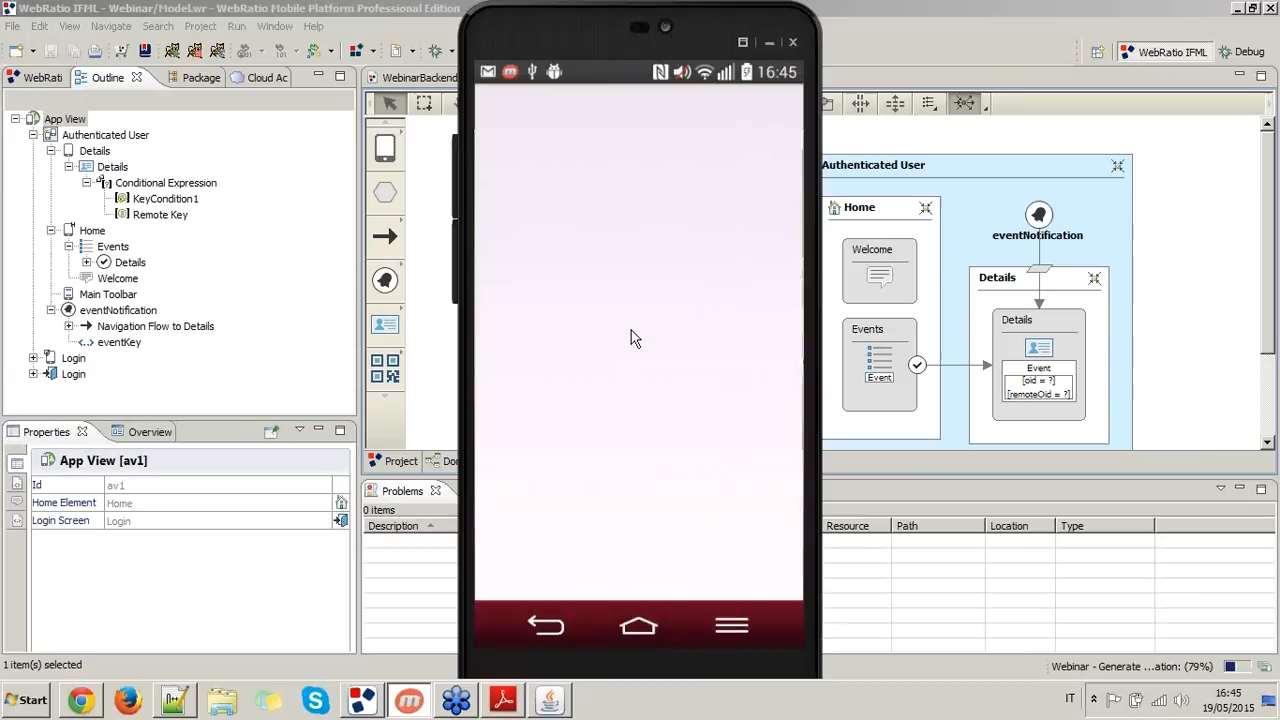 WebRatio IFML - Webinar/Model.wr - WebRatio Mobile Platform Professional Edition
File Edit Navigate Webratio Search Project Run Window Help
WebRatio IFML Debug
WebRati Outline Package Cloud Ac
WebinarBackend
16:45
App View
Authenticated User
Details
Details
Conditional Expression
KeyCondition1
Remote Key
Home
Events
Details
Welcome
Main Toolbar
eventNotification
Navigation Flow to Details
eventKey
Login
Login
Authenticated User
Home
Welcome
Events
Event
eventNotification
Details
Details
Event
[oid = ?]
[remoteOid = ?]
Properties Overview
App View [av1]
Id av1
Home Element Home
Login Screen Login
Project
Problems
0 items
Description Resource Path Location Type
1 item(s) selected
Webinar - Generate ...ation: (79%)
Start
IT
16:45
19/05/2015